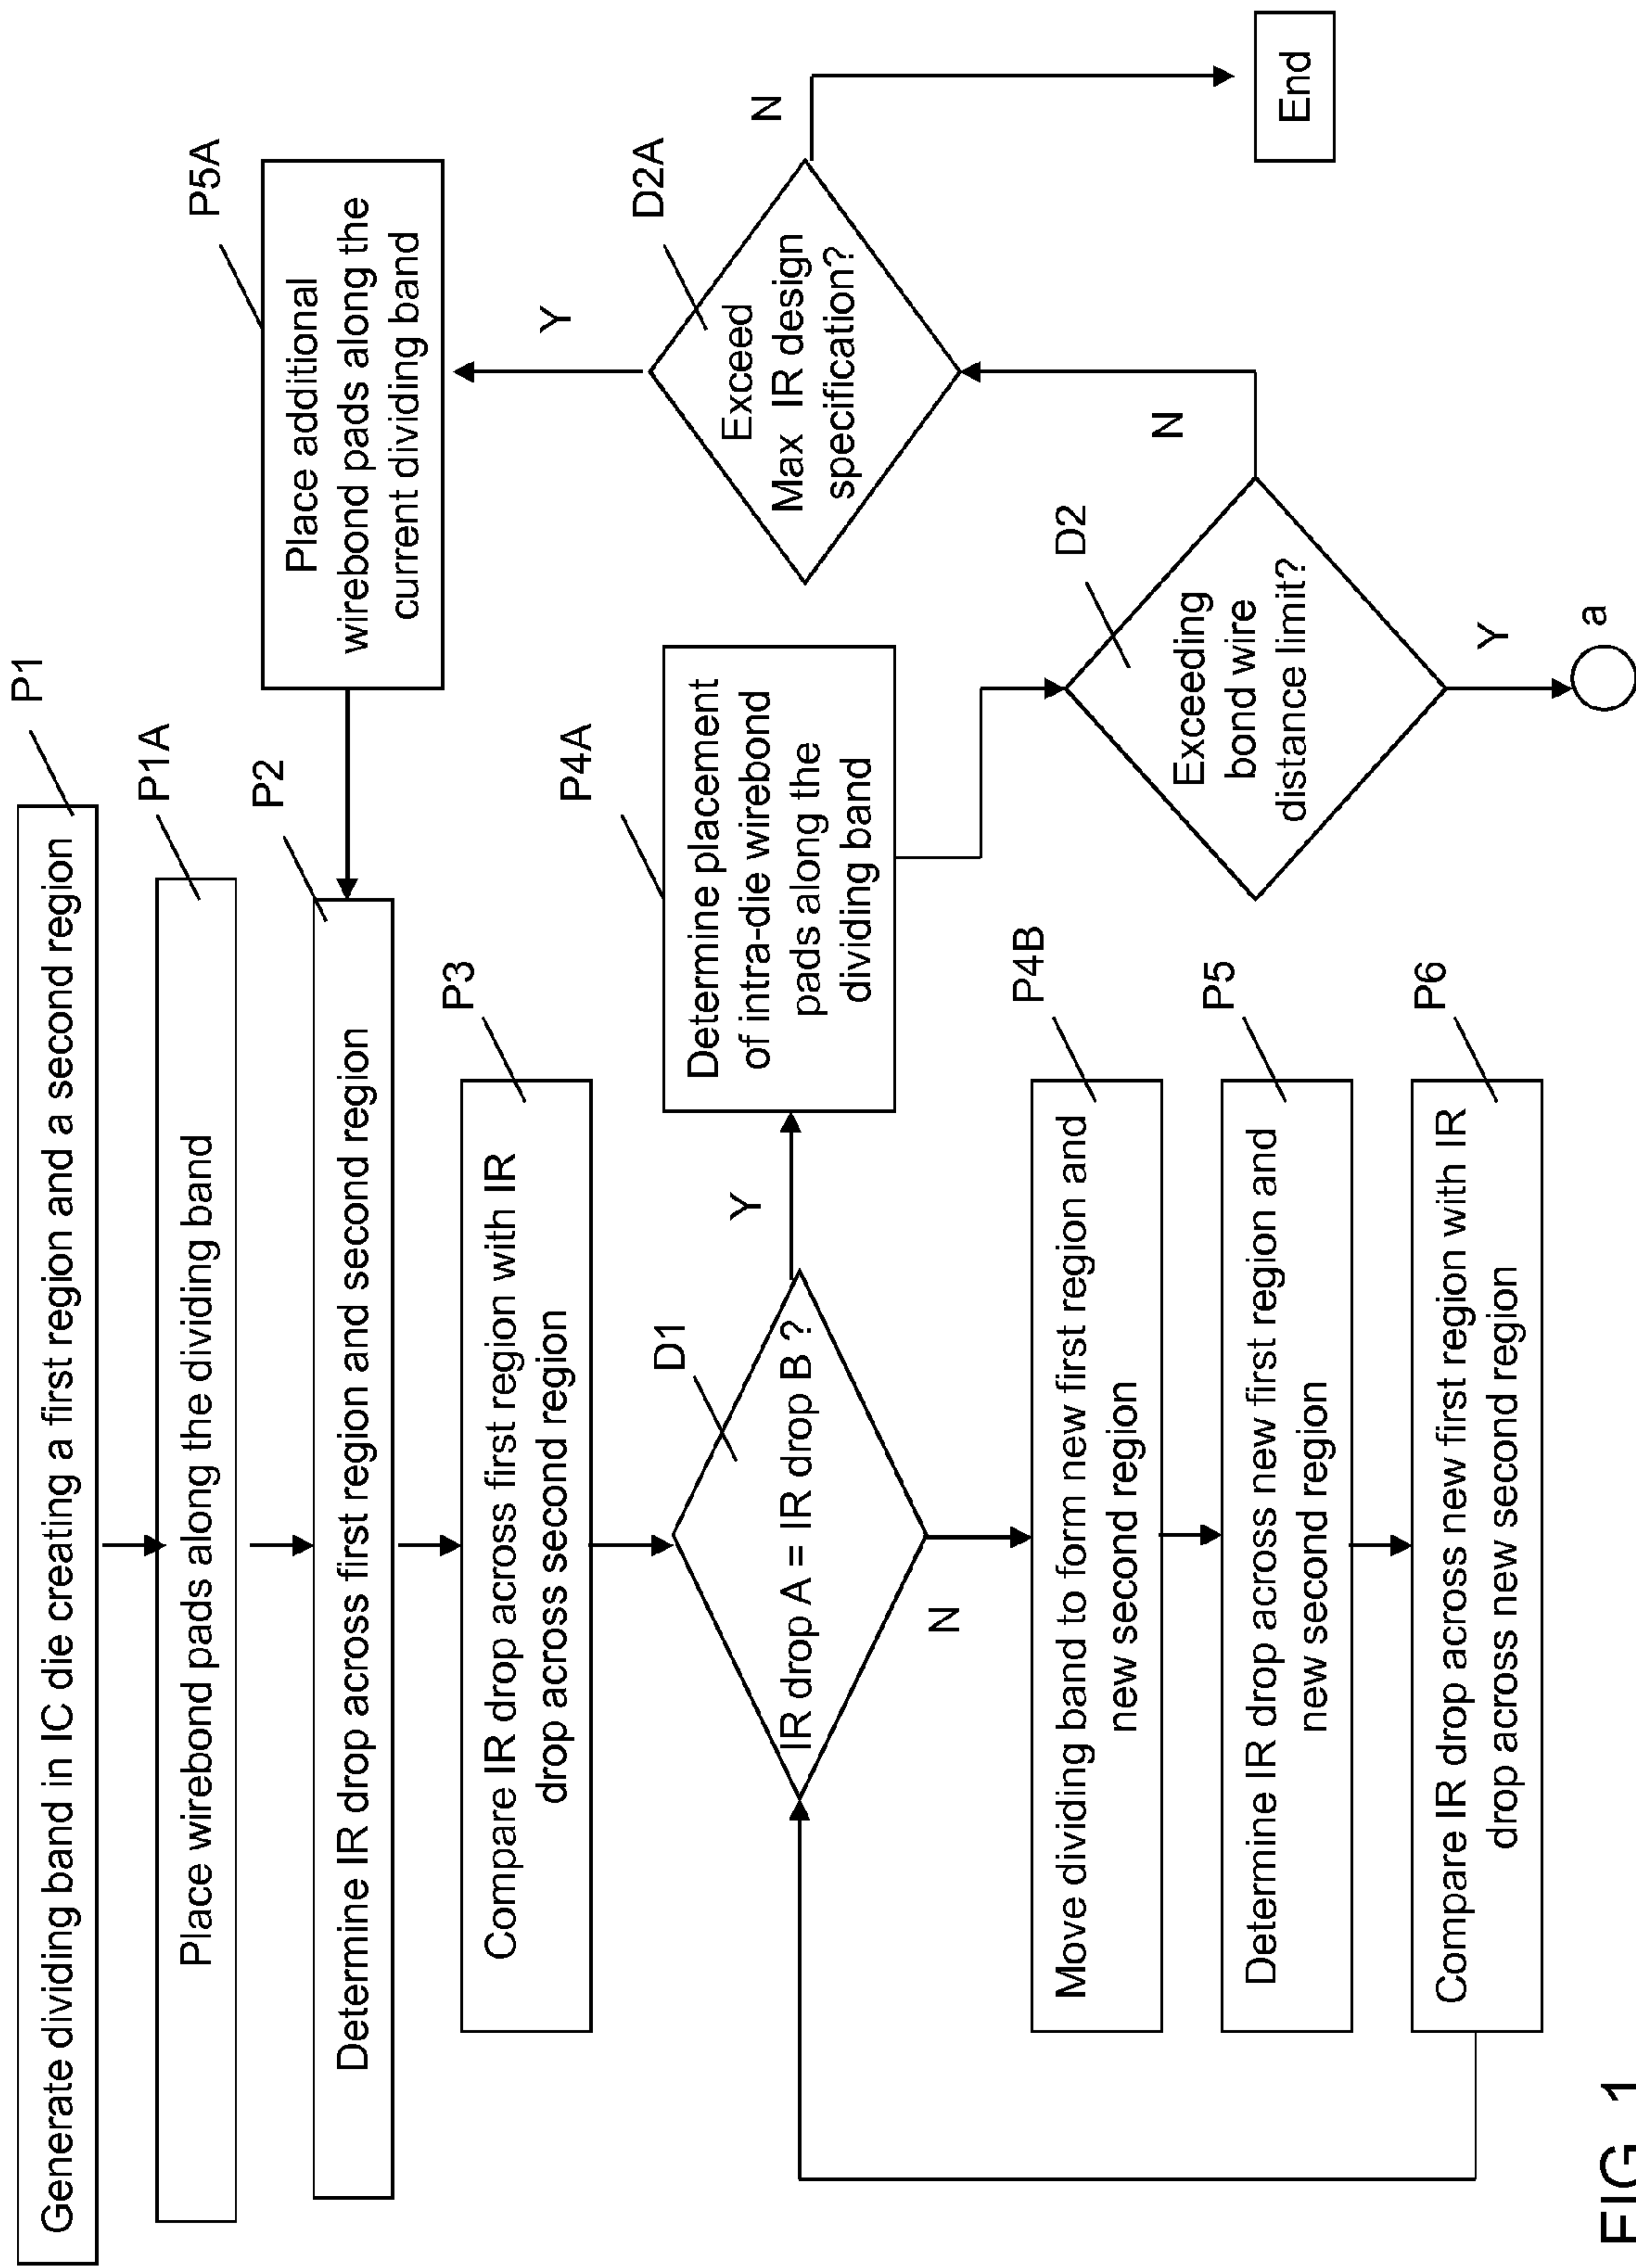 P1
Generate dividing band in IC die creating a first region and a second region
P1A
Place wirebond pads along the dividing band
P2
Determine IR drop across first region and second region
P3
Compare IR drop across first region with IR
drop across second region
D1
IR drop A = IR drop B ?
Y
N
P4A
Determine placement
of intra-die wirebond
pads along the
dividing band
P4B
Move dividing band to form new first region and
new second region
P5
Determine IR drop across new first region and
new second region
P6
Compare IR drop across new first region with IR
drop across new second region
D2
Exceeding
bond wire
distance limit?
Y
a
N
D2A
Exceed
Max IR design
specification?
Y
N
P5A
Place additional
wirebond pads along the
current dividing band
End
FIG. 1